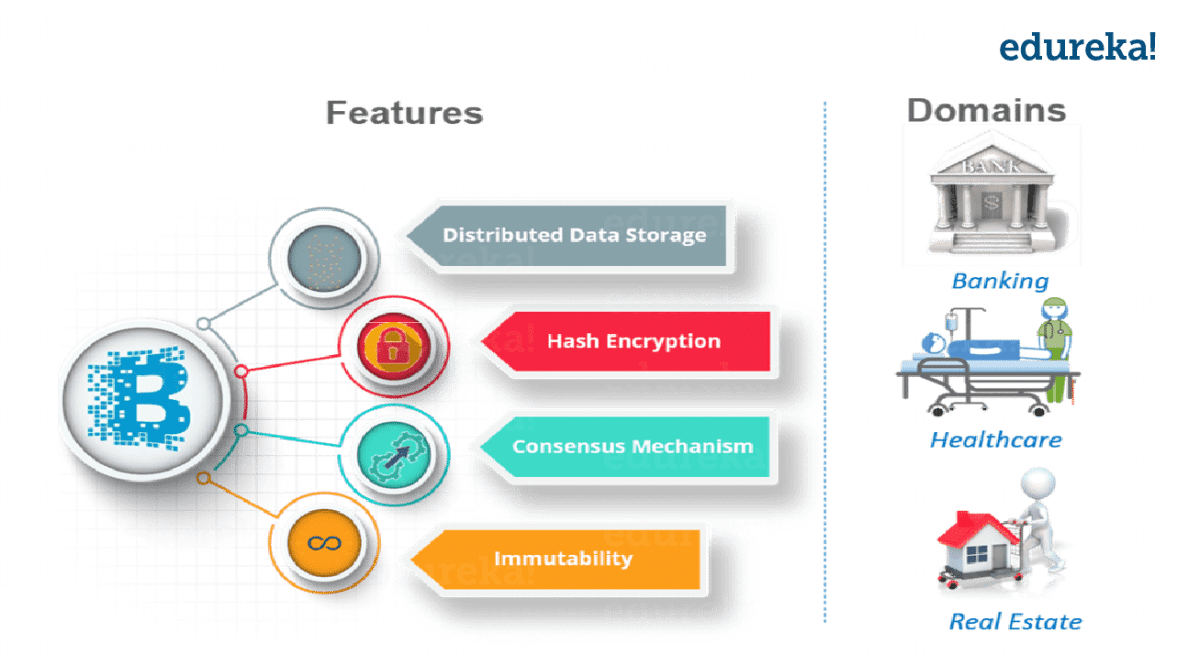 edureka!
Features
Domains
Distributed Data Storage
Hash Encryption
Consensus Mechanism
Immutability
BANK
$
Banking
Healthcare
Real Estate